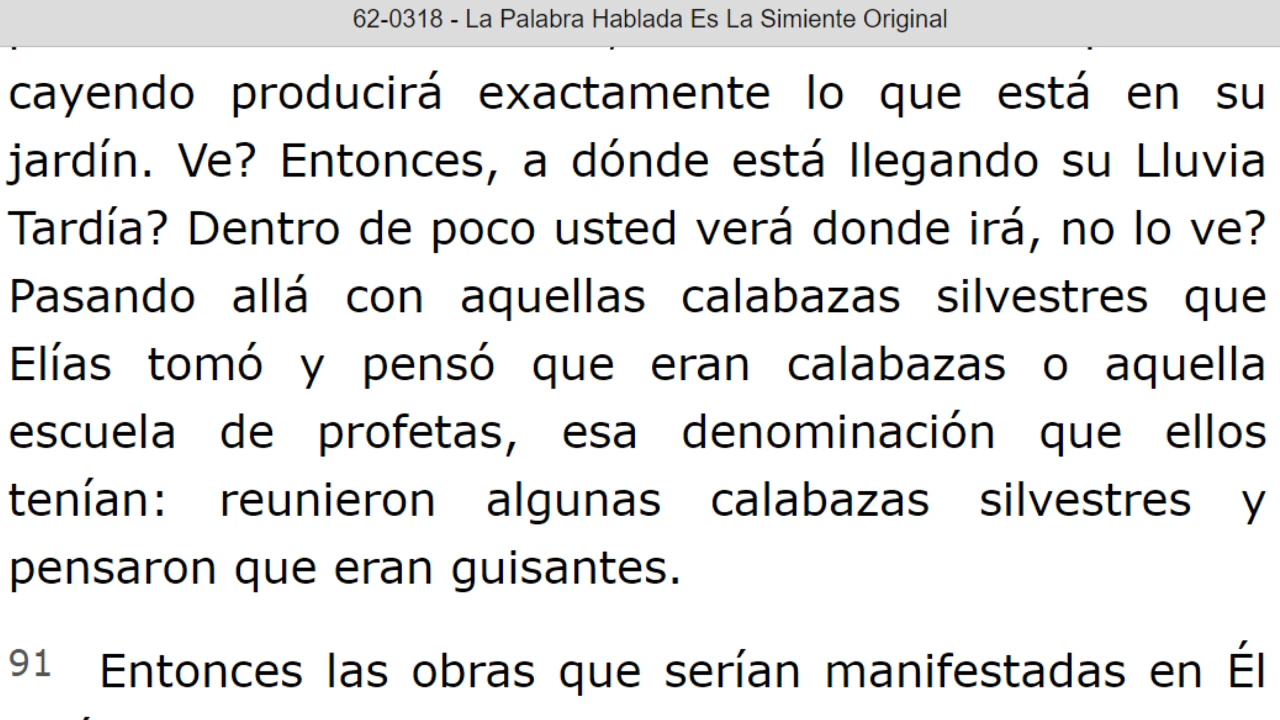 62-0318 - La Palabra Hablada Es La Simiente Original
cayendo producirá exactamente lo que está en su
jardín. Ve? Entonces, a dónde está llegando su Lluvia
Tardía? Dentro de poco usted verá donde irá, no lo ve?
Pasando allá con aquellas calabazas silvestres que
Elías tomó y pensó que eran calabazas o aquella
escuela de profetas, esa denominación que ellos
tenían: reunieron algunas calabazas silvestres y
pensaron que eran guisantes.
91 Entonces las obras que serían manifestadas en Él